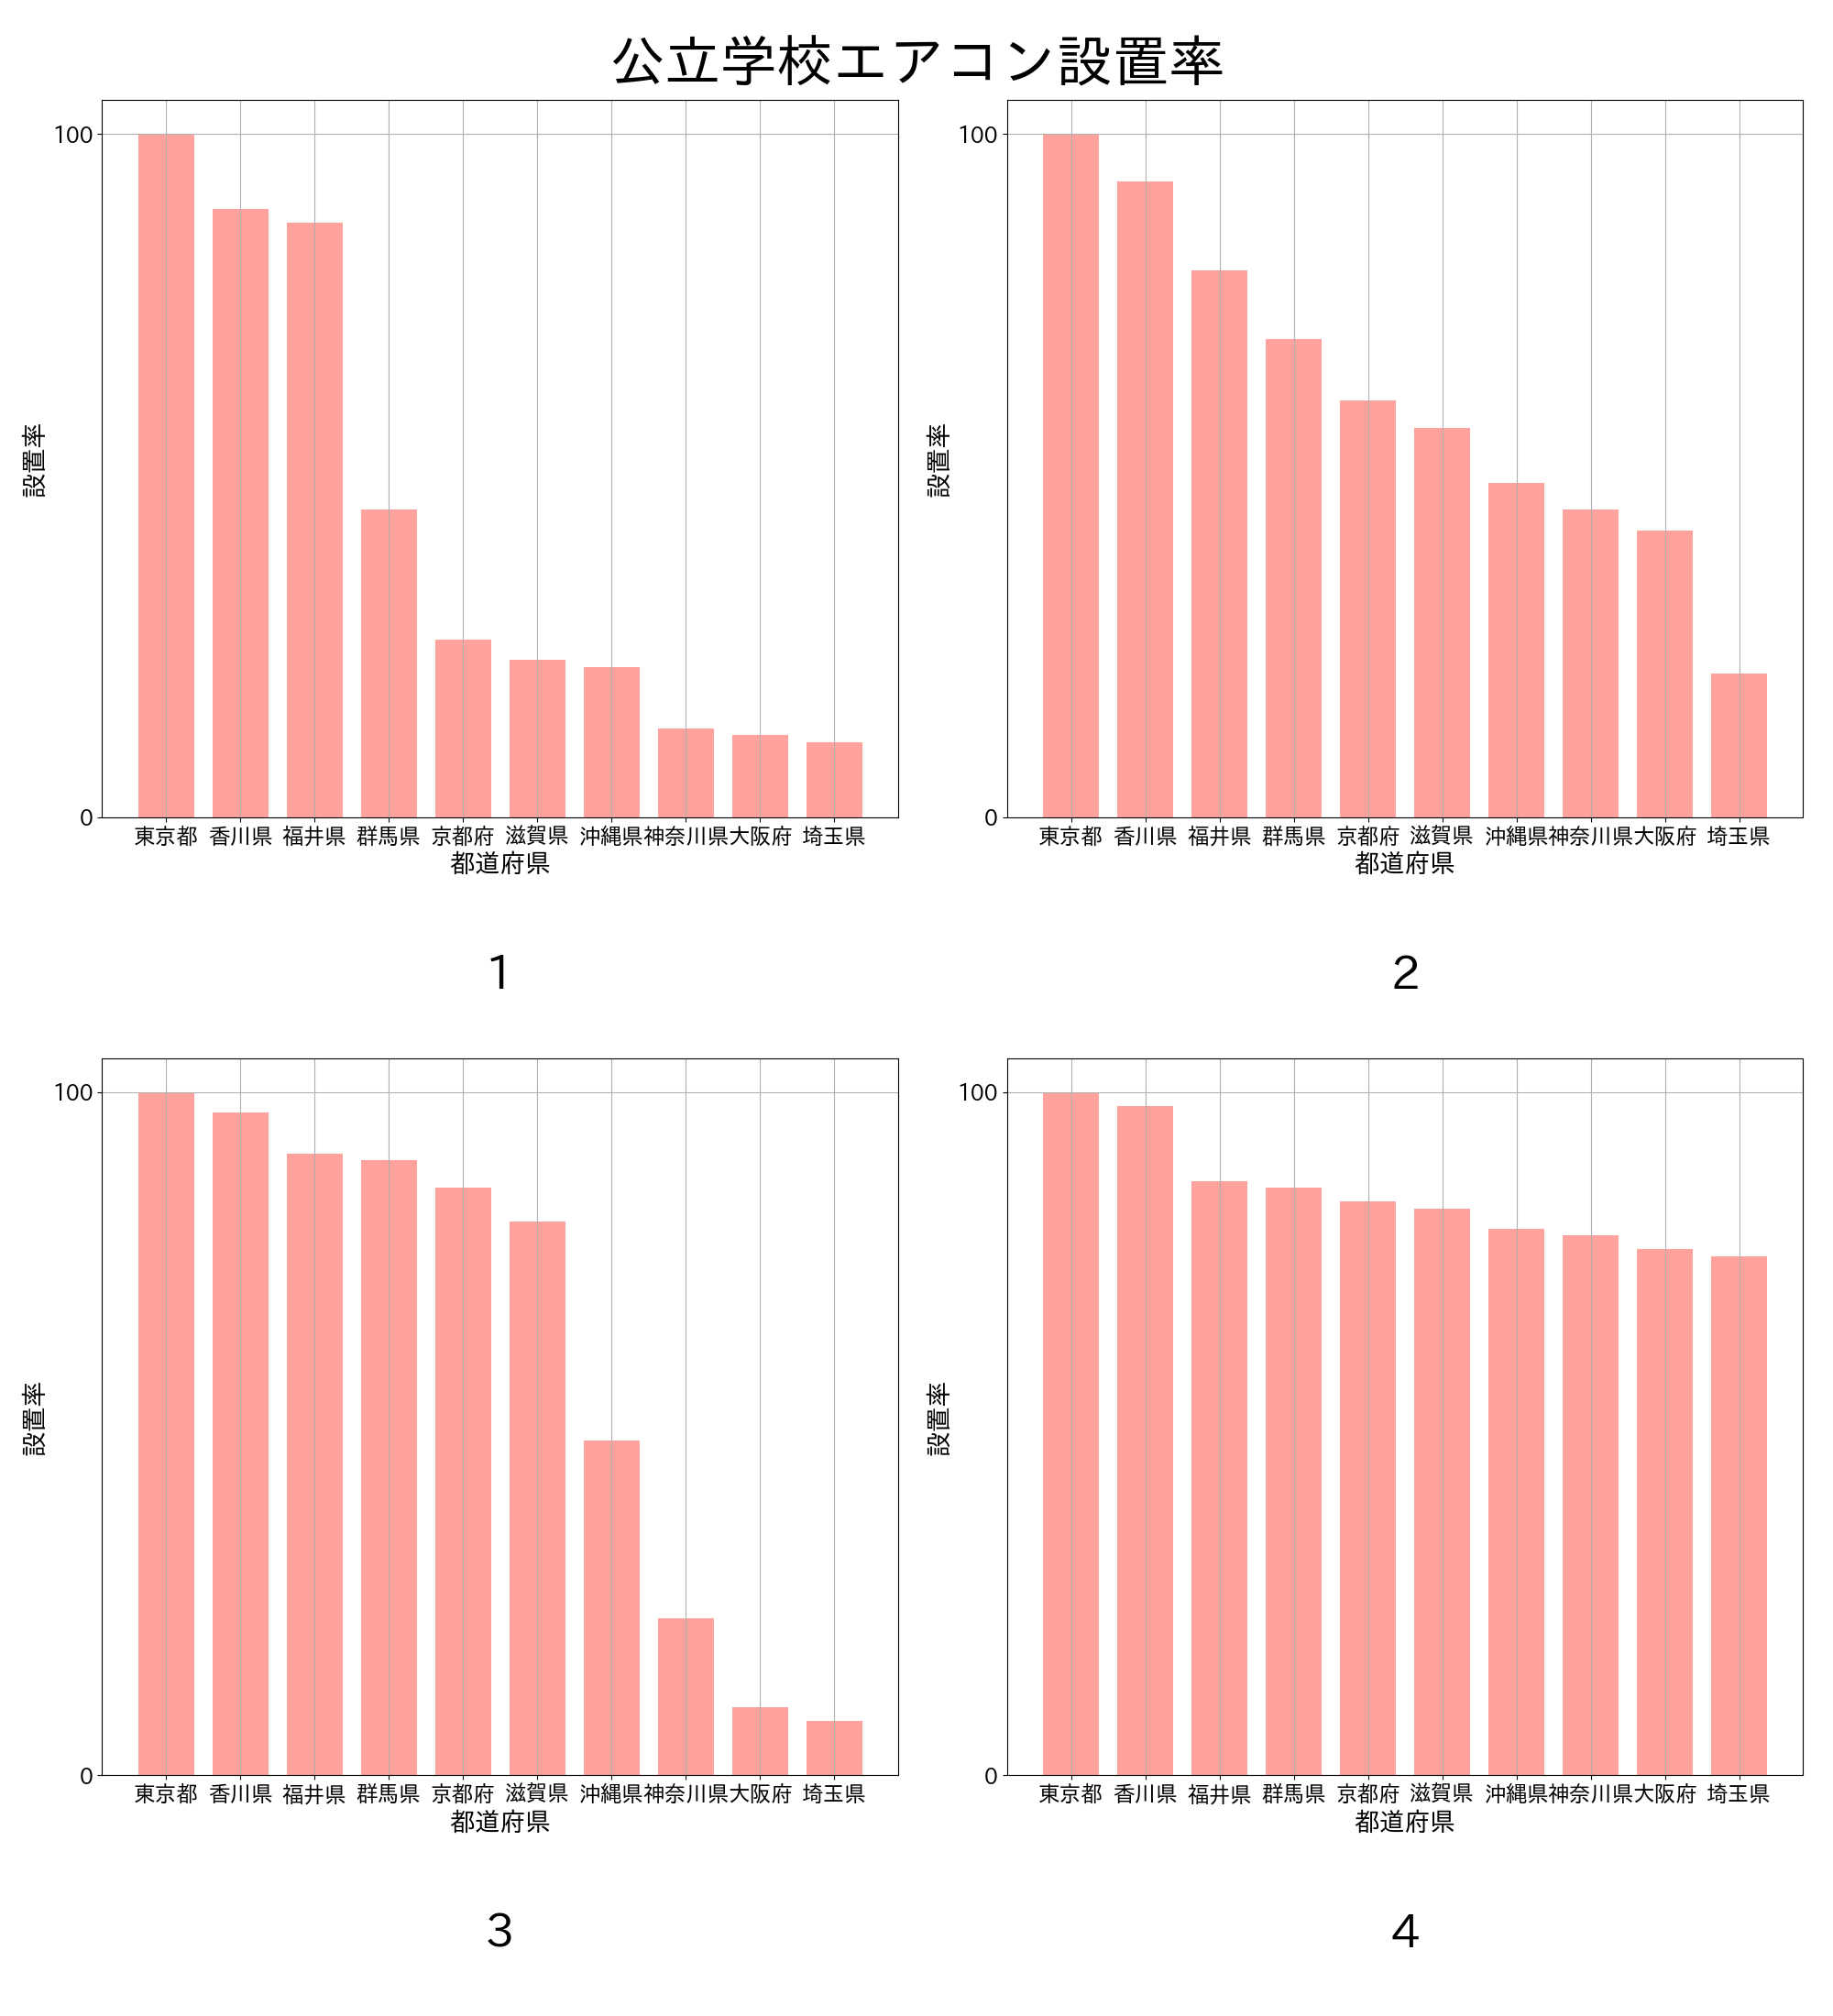 公立学校エアコン設置率
100
0
設置率
東京都 香川県 福井県 群馬県 京都府 滋賀県 沖縄県 神奈川県 大阪府 埼玉県
都道府県
1
100
0
設置率
東京都 香川県 福井県 群馬県 京都府 滋賀県 沖縄県 神奈川県 大阪府 埼玉県
都道府県
2
100
0
設置率
東京都 香川県 福井県 群馬県 京都府 滋賀県 沖縄県 神奈川県 大阪府 埼玉県
都道府県
3
100
0
設置率
東京都 香川県 福井県 群馬県 京都府 滋賀県 沖縄県 神奈川県 大阪府 埼玉県
都道府県
4